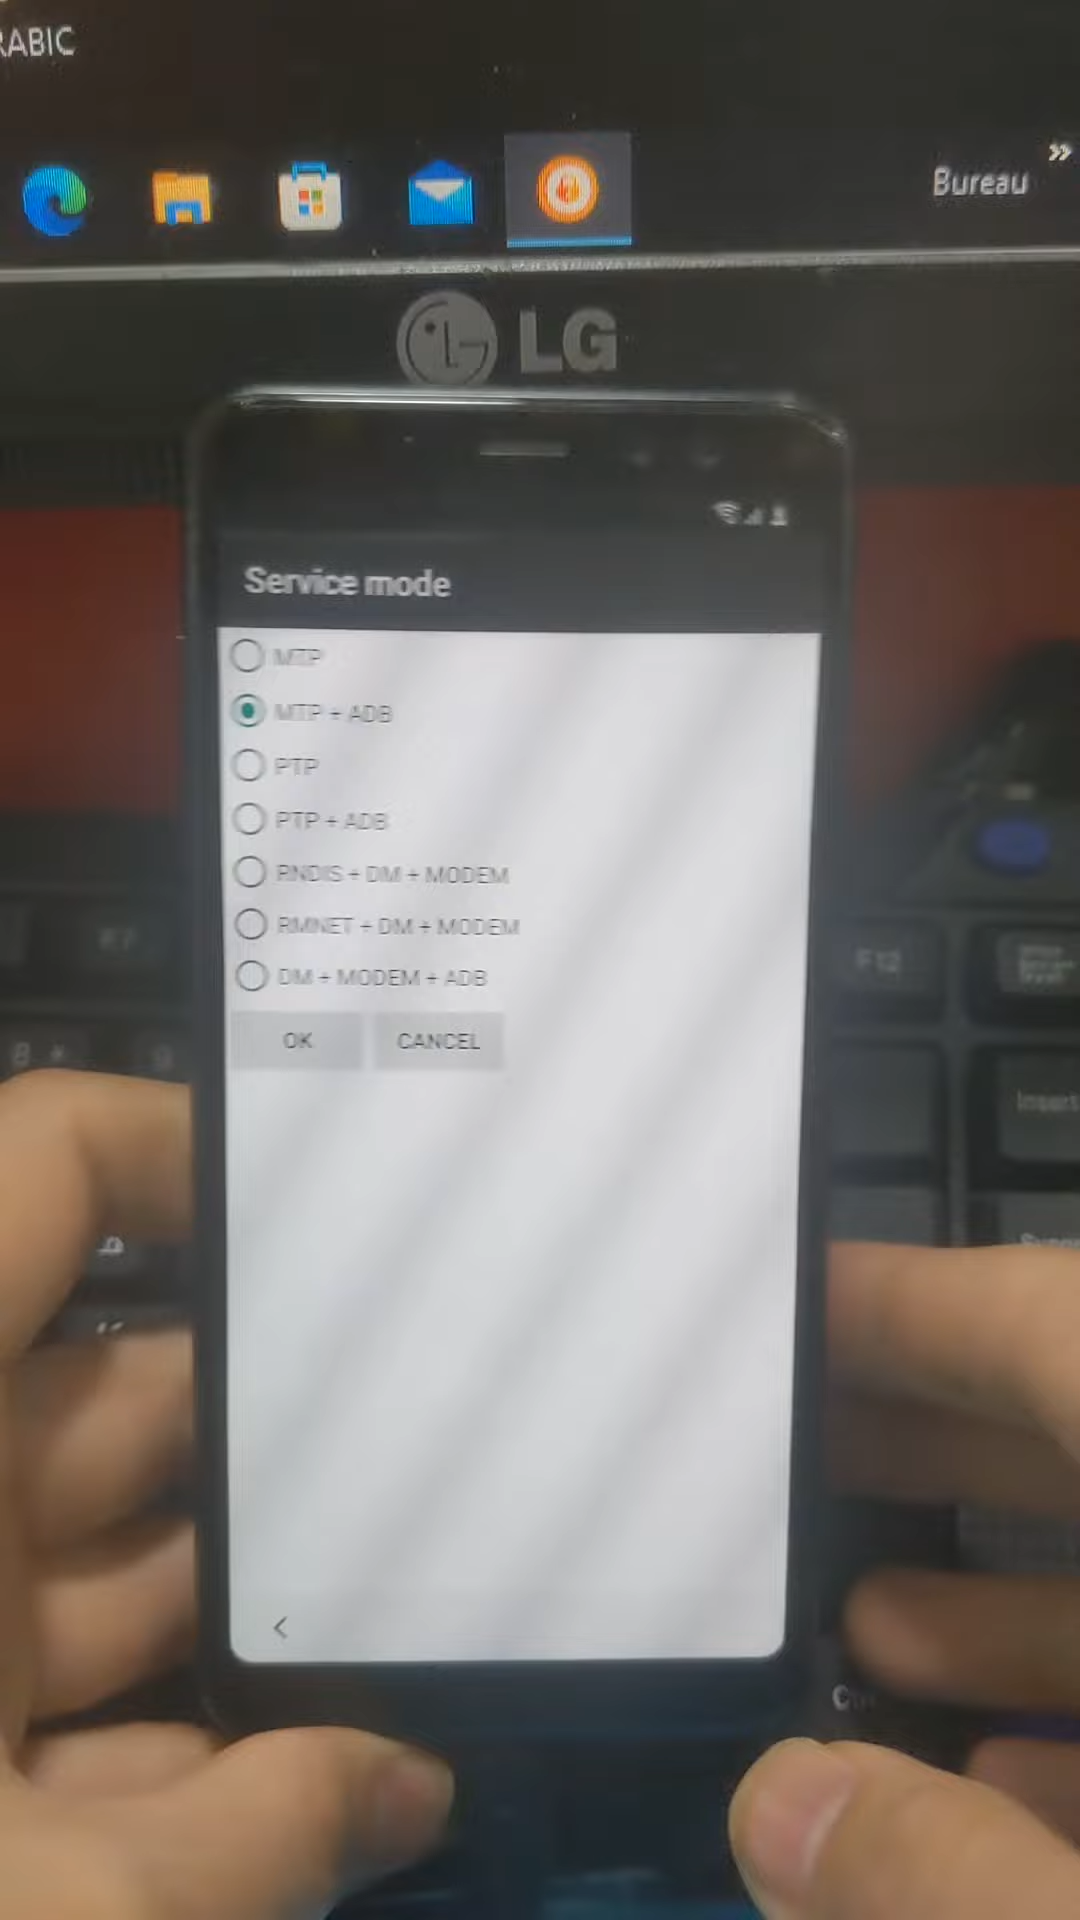 RABIC
Bureau
LG
Service mode
MTP
MTP + ADB
PTP
PTP + ADB
RNDIS + DM + MODEM
RMNET + DM + MODEM
F12
DM + MODEM + ADB
OK CANCEL
8 * 9
Insert